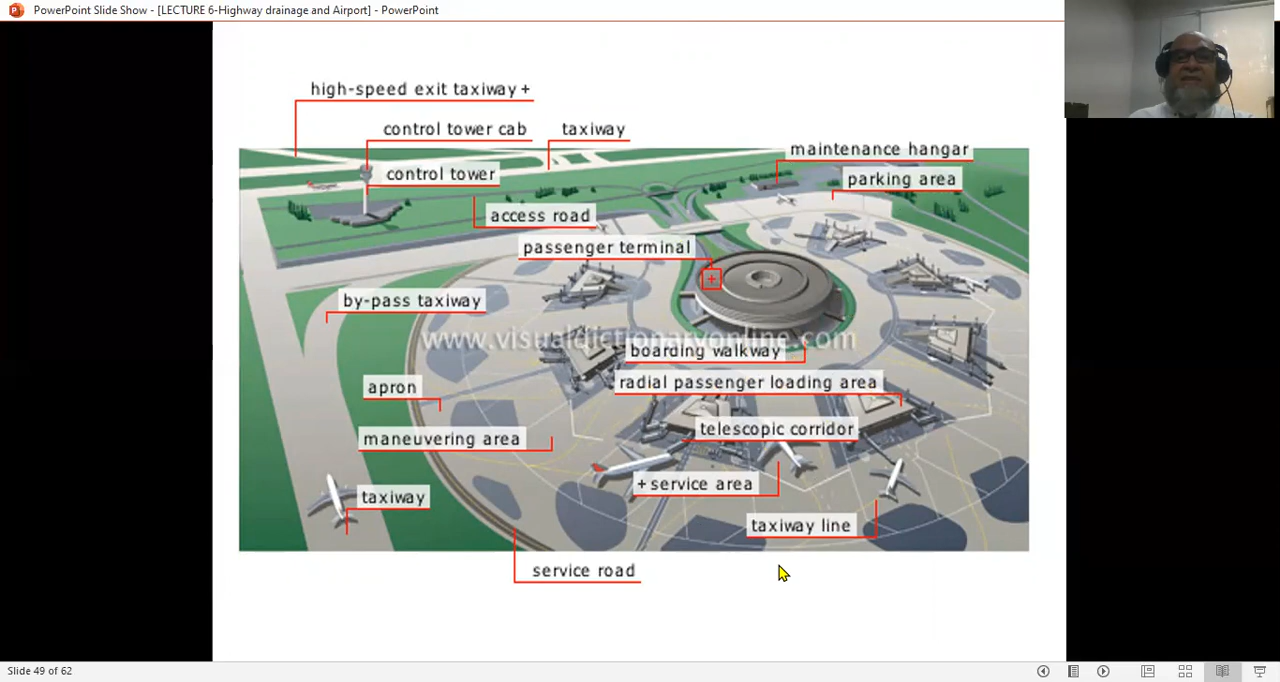 PowerPoint Slide Show - [LECTURE 6-Highway drainage and Airport] - PowerPoint
high-speed exit taxiway +
control tower cab
taxiway
maintenance hangar
control tower
parking area
access road
passenger terminal
+
by-pass taxiway
www.visualdictionaryonline.com
boarding walkway
radial passenger loading area
apron
telescopic corridor
maneuvering area
+ service area
taxiway
taxiway line
service road
Slide 49 of 62